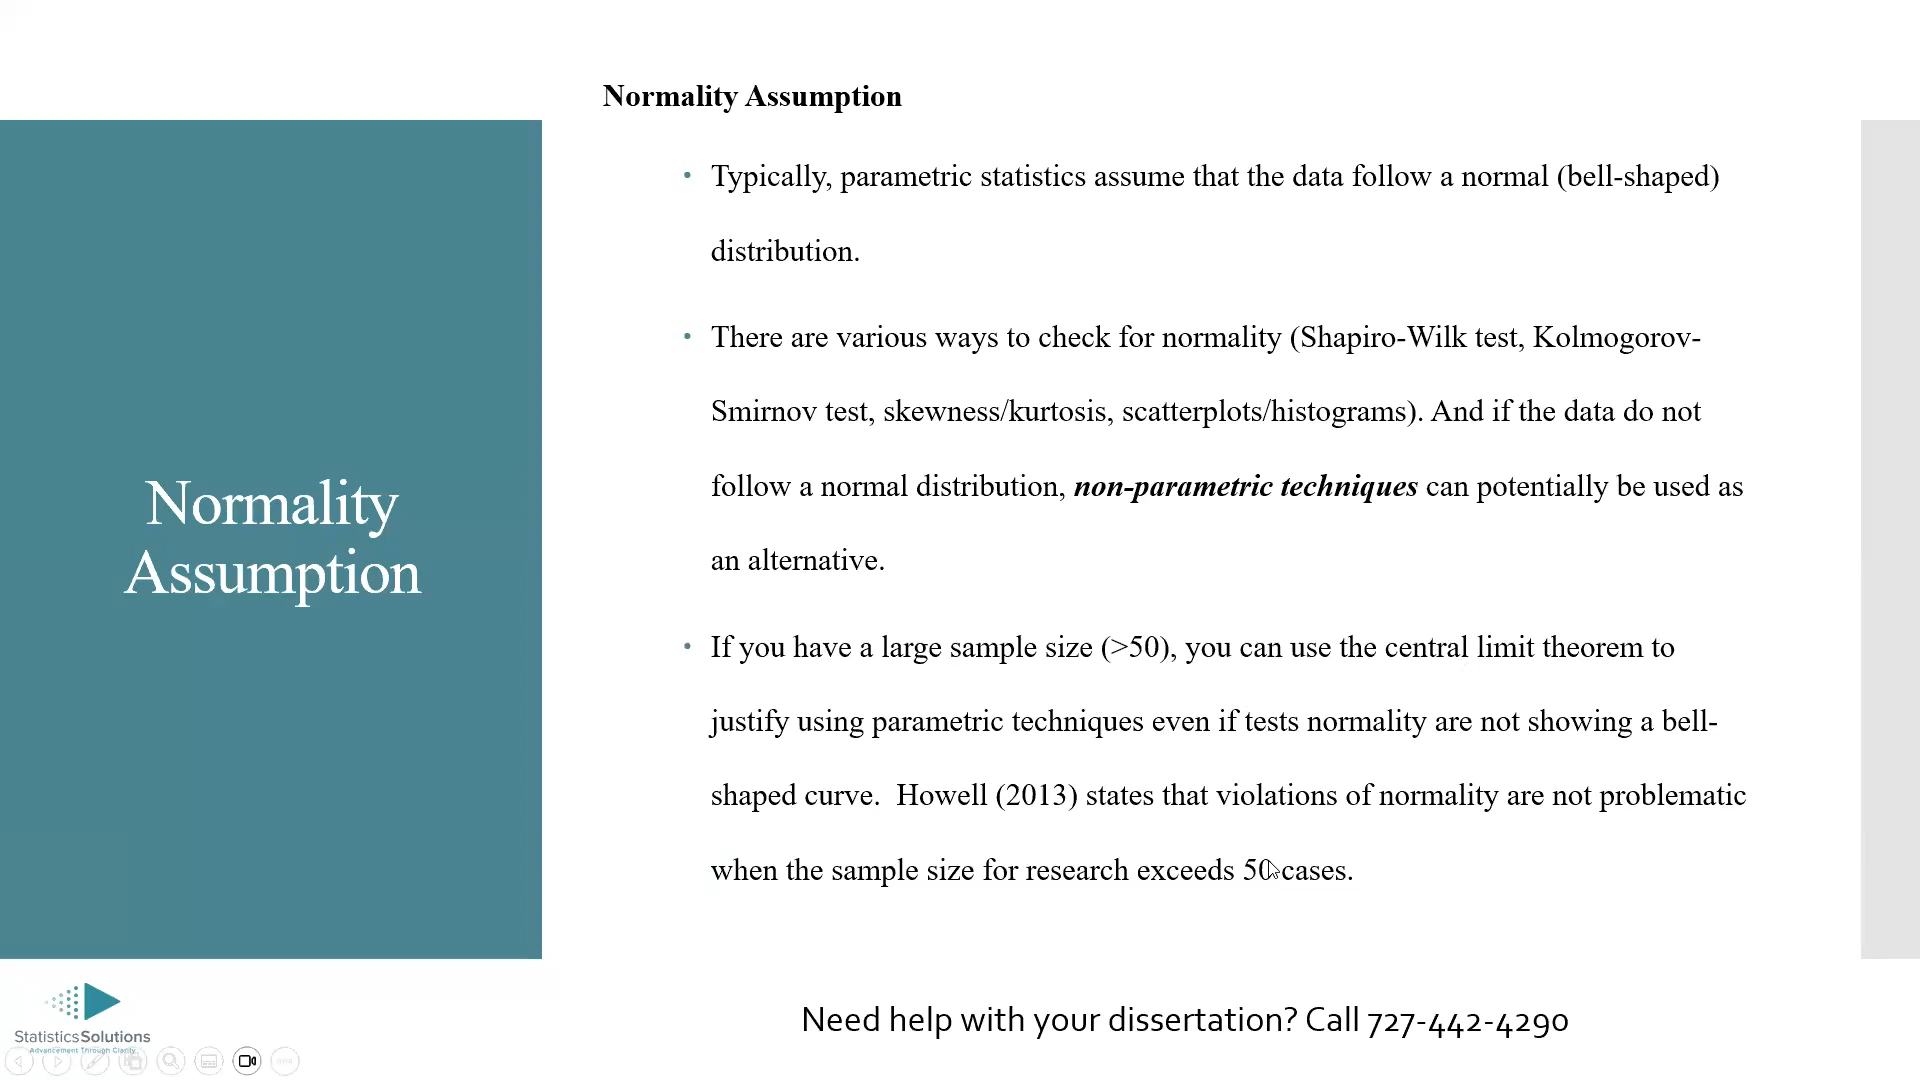 Normality Assumption
• Typically, parametric statistics assume that the data follow a normal (bell-shaped)
distribution.
• There are various ways to check for normality (Shapiro-Wilk test, Kolmogorov-
Smirnov test, skewness/kurtosis, scatterplots/histograms). And if the data do not
follow a normal distribution, non-parametric techniques can potentially be used as
an alternative.
• If you have a large sample size (>50), you can use the central limit theorem to
justify using parametric techniques even if tests normality are not showing a bell-
shaped curve.  Howell (2013) states that violations of normality are not problematic
when the sample size for research exceeds 50 cases.
Normality
Assumption
StatisticsSolutions
Advancement Through Clarity
Need help with your dissertation? Call 727-442-4290